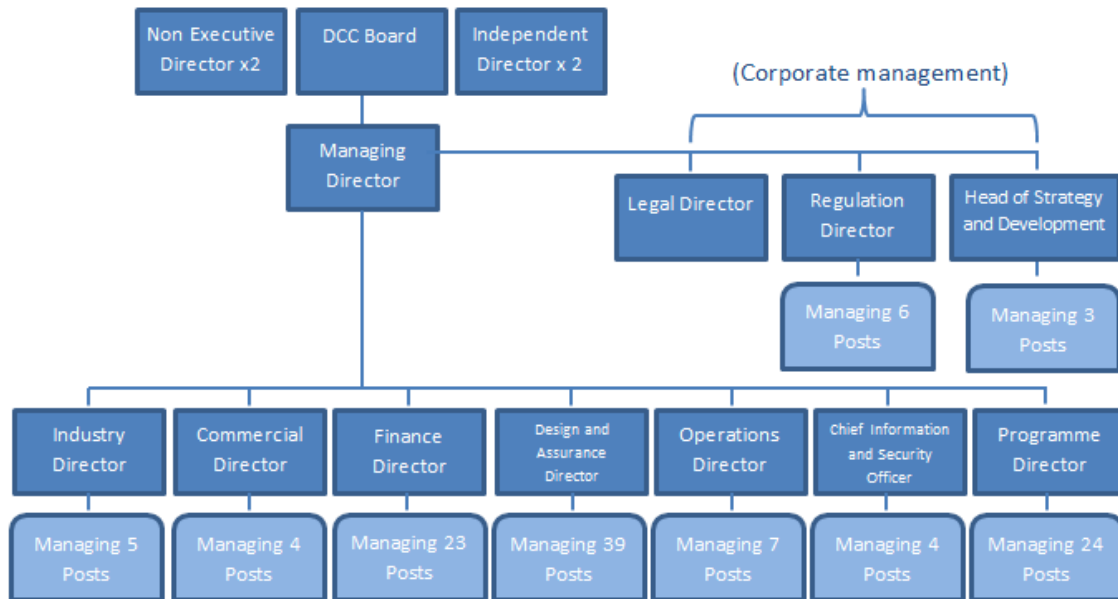 Non Executive
Director x2
DCC Board
Independent
Director x 2
(Corporate management)
Managing
Director
Legal Director
Regulation
Director
Head of Strategy
and Development
Managing 6
Posts
Managing 3
Posts
Industry
Director
Commercial
Director
Finance
Director
Design and
Assurance
Director
Operations
Director
Chief Information
and Security
Officer
Programme
Director
Managing 5
Posts
Managing 4
Posts
Managing 23
Posts
Managing 39
Posts
Managing 7
Posts
Managing 4
Posts
Managing 24
Posts